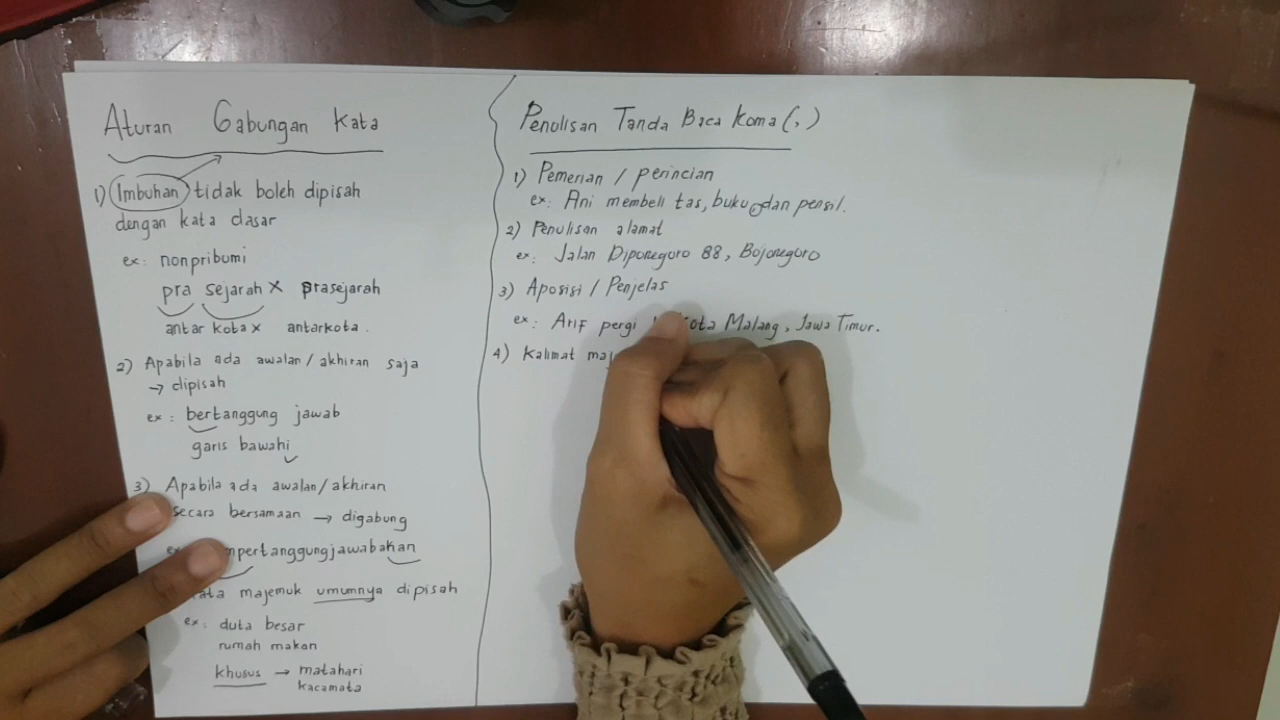 Aturan Gabungan Kata
1) Imbuhan tidak boleh dipisah
dengan kata dasar
ex: nonpribumi
pra sejarah X prasejarah
antar kota X antarkota.
2) Apabila ada awalan/akhiran saja
→ dipisah
ex: bertanggung jawab
garis bawahi
3) Apabila ada awalan/akhiran
secara bersamaan → digabung
majemuk umumnya dipisah
ex: duta besar
rumah makan
khusus → matahari
kacamata
Penulisan Tanda Baca Koma (,)
1) Pemerian / perincian
ex: Ani membeli tas, buku, dan pensil.
2) Penulisan alamat
ex: Jalan Diponegoro 88, Bojonegoro
3) Aposisi / Penjelas
ex: Arif pergi Malang, Jawa Timur.
4) Kalimat